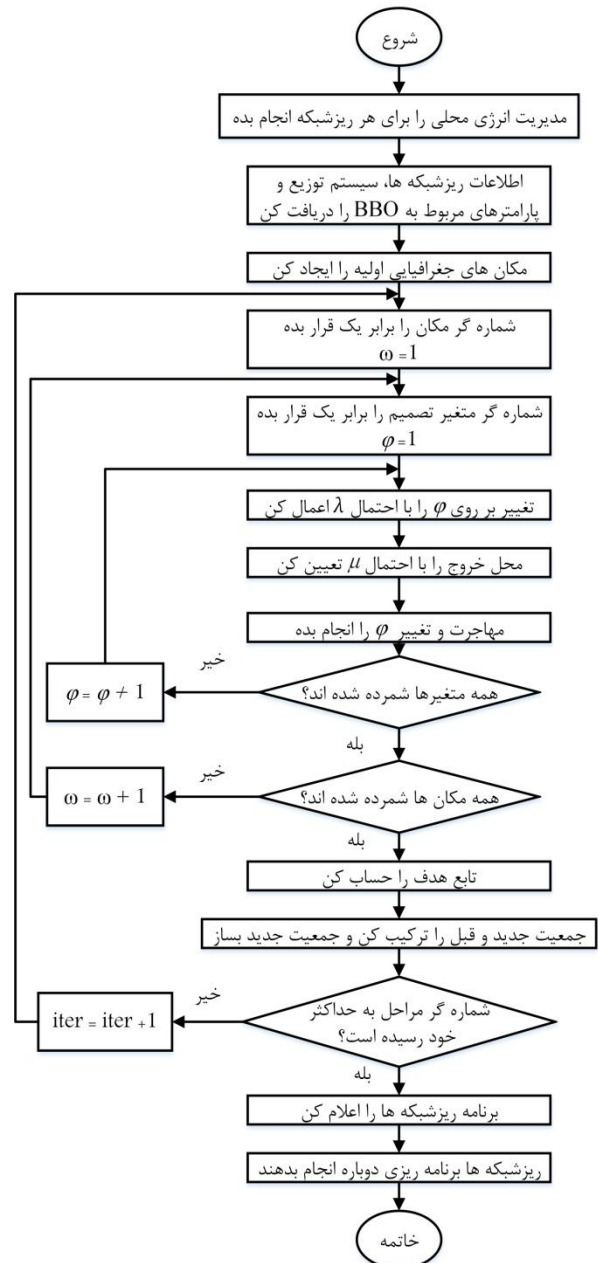 شروع
مدیریت انرژی محلی را برای هر ریزشبکه انجام بده
اطلاعات ریزشبکه ها، سیستم توزیع و
پارامترهای مربوط به BBO را دریافت کن
مکان های جغرافیایی اولیه را ایجاد کن
شماره گر مکان را برابر یک قرار بده
ω =1
شماره گر متغیر تصمیم را برابر یک قرار بده
φ=1
تغییر بر روی φ را با احتمال λ اعمال کن
محل خروج را با احتمال μ تعیین کن
مهاجرت و تغییر φ را انجام بده
همه متغیرها شمرده شده اند؟
خیر
φ= φ + 1
بله
همه مکان ها شمرده شده اند؟
خیر
ω = ω + 1
بله
تابع هدف را حساب کن
جمعیت جدید و قبل را ترکیب کن و جمعیت جدید بساز
شماره گر مراحل به حداکثر
خود رسیده است؟
خیر
iter = iter +1
بله
برنامه ریزشبکه ها را اعلام کن
ریزشبکه ها برنامه ریزی دوباره انجام بدهند
خاتمه